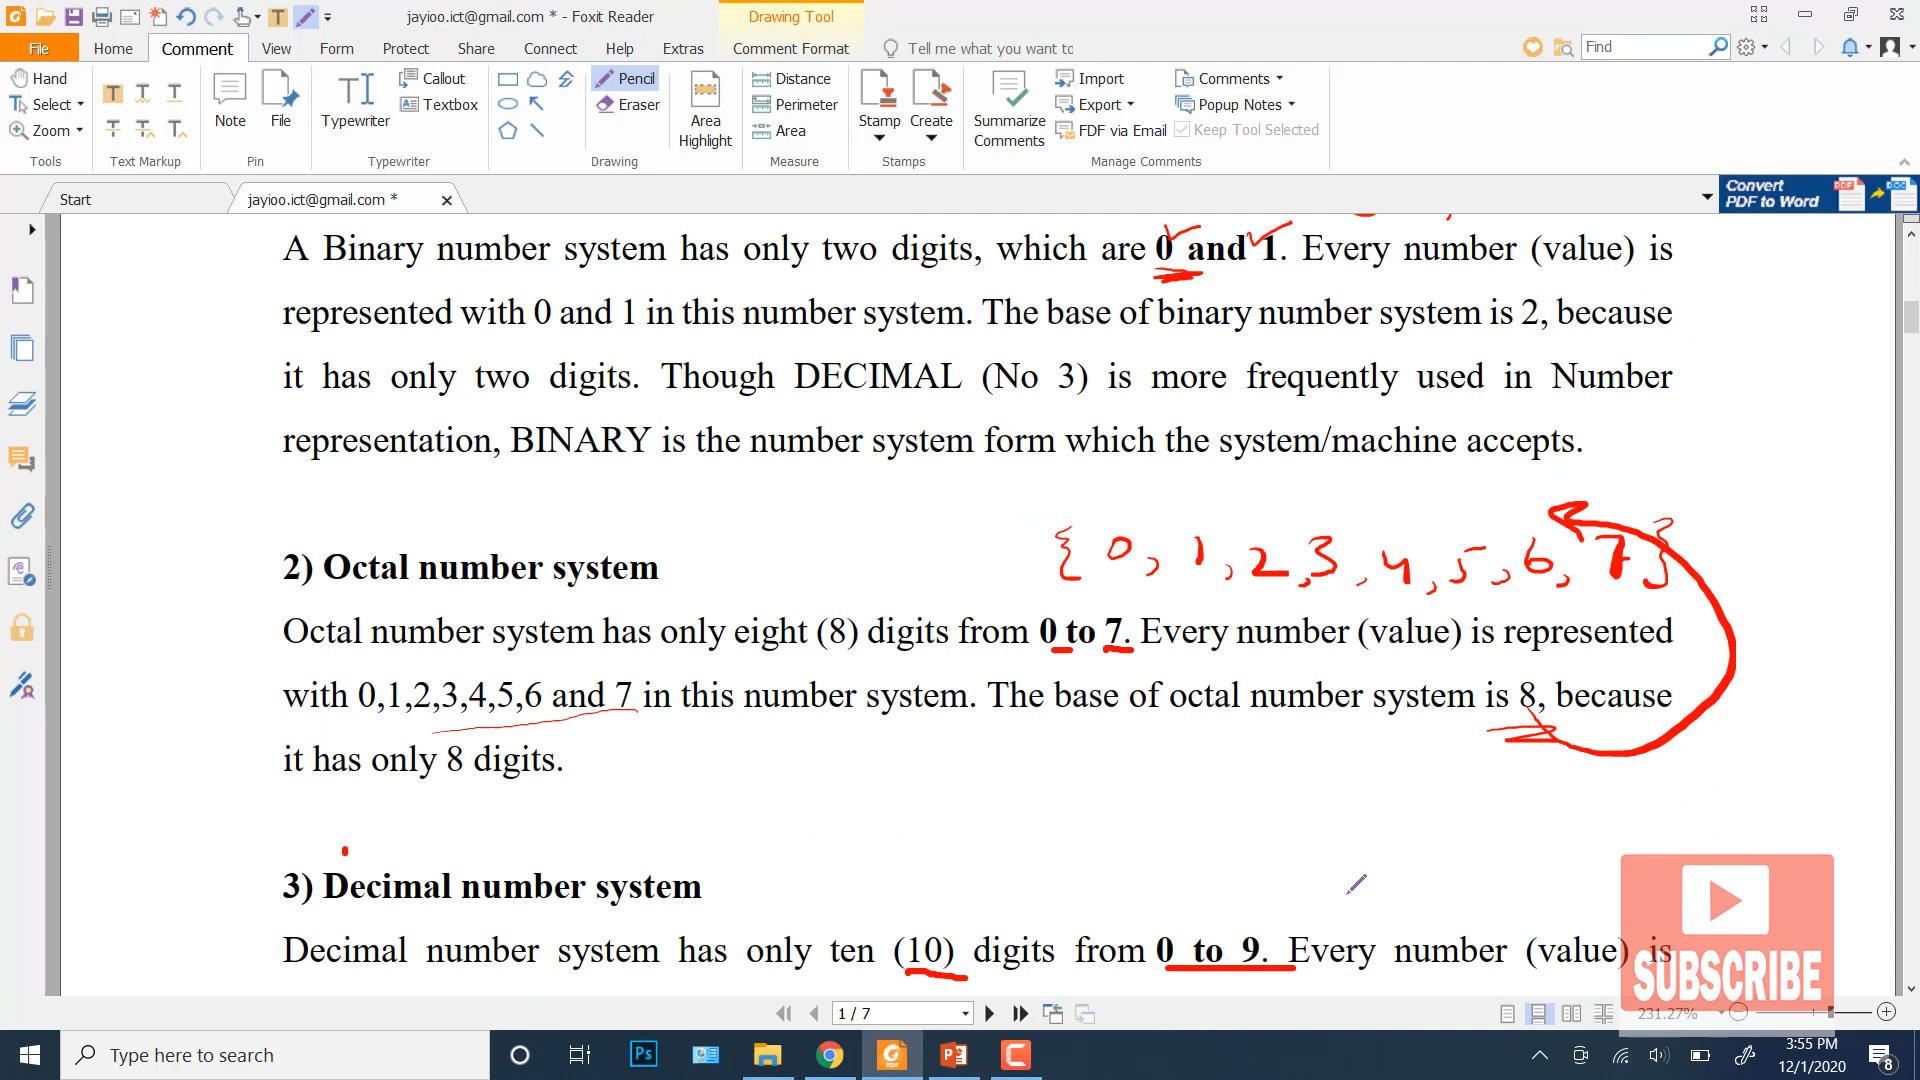 jayioo.ict@gmail.com * - Foxit Reader
Drawing Tool
File Home Comment View Form Protect Share Connect Help Extras Comment Format Tell me what you want to Find
Hand
Select
Zoom
Tools
Text Markup
Note
File
Pin
Typewriter
Callout
Textbox
Typewriter
Pencil
Eraser
Drawing
Area Highlight
Distance
Perimeter
Area
Measure
Stamp
Create
Stamps
Summarize Comments
Import
Export
FDF via Email
Comments
Popup Notes
Keep Tool Selected
Manage Comments
Start
jayioo.ict@gmail.com *
Convert PDF to Word
A Binary number system has only two digits, which are 0 and 1. Every number (value) is
represented with 0 and 1 in this number system. The base of binary number system is 2, because
it has only two digits. Though DECIMAL (No 3) is more frequently used in Number
representation, BINARY is the number system form which the system/machine accepts.
{ 0, 1, 2, 3, 4, 5, 6, 7 }
2) Octal number system
Octal number system has only eight (8) digits from 0 to 7. Every number (value) is represented
with 0,1,2,3,4,5,6 and 7 in this number system. The base of octal number system is 8, because
it has only 8 digits.
3) Decimal number system
Decimal number system has only ten (10) digits from 0 to 9. Every number (value) is
SUBSCRIBE
1 / 7
231.27%
Type here to search
3:55 PM
12/1/2020
8